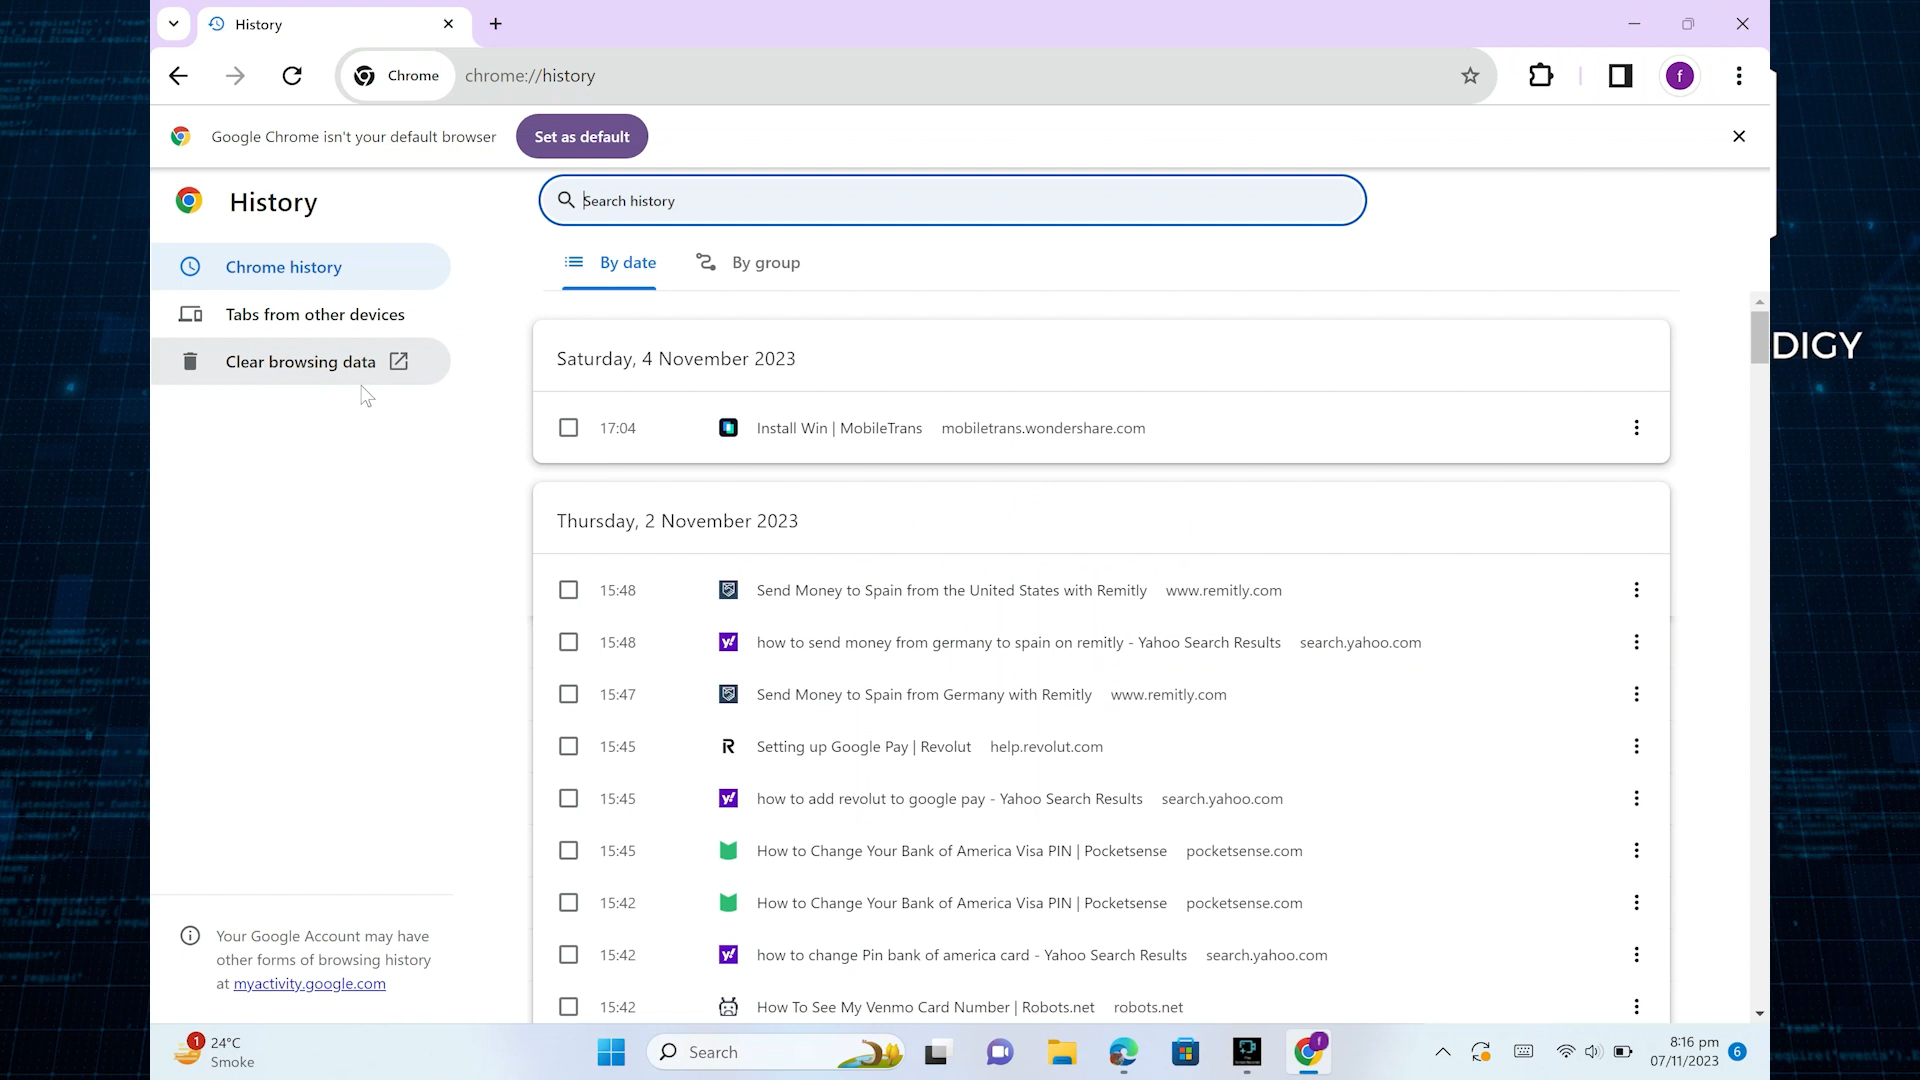 History
Chrome
chrome://history
f
Google Chrome isn't your default browser
Set as default
History
Search history
Chrome history
Tabs from other devices
Clear browsing data
By date
By group
DIGY
Saturday, 4 November 2023
17:04 Install Win | MobileTrans mobiletrans.wondershare.com
Thursday, 2 November 2023
15:48 Send Money to Spain from the United States with Remitly www.remitly.com
15:48 how to send money from germany to spain on remitly - Yahoo Search Results search.yahoo.com
15:47 Send Money to Spain from Germany with Remitly www.remitly.com
15:45 Setting up Google Pay | Revolut help.revolut.com
15:45 how to add revolut to google pay - Yahoo Search Results search.yahoo.com
15:45 How to Change Your Bank of America Visa PIN | Pocketsense pocketsense.com
15:42 How to Change Your Bank of America Visa PIN | Pocketsense pocketsense.com
15:42 how to change Pin bank of america card - Yahoo Search Results search.yahoo.com
15:42 How To See My Venmo Card Number | Robots.net robots.net
Your Google Account may have
other forms of browsing history
at myactivity.google.com
1
24°C
Smoke
Search
f
8:16 pm
07/11/2023
6